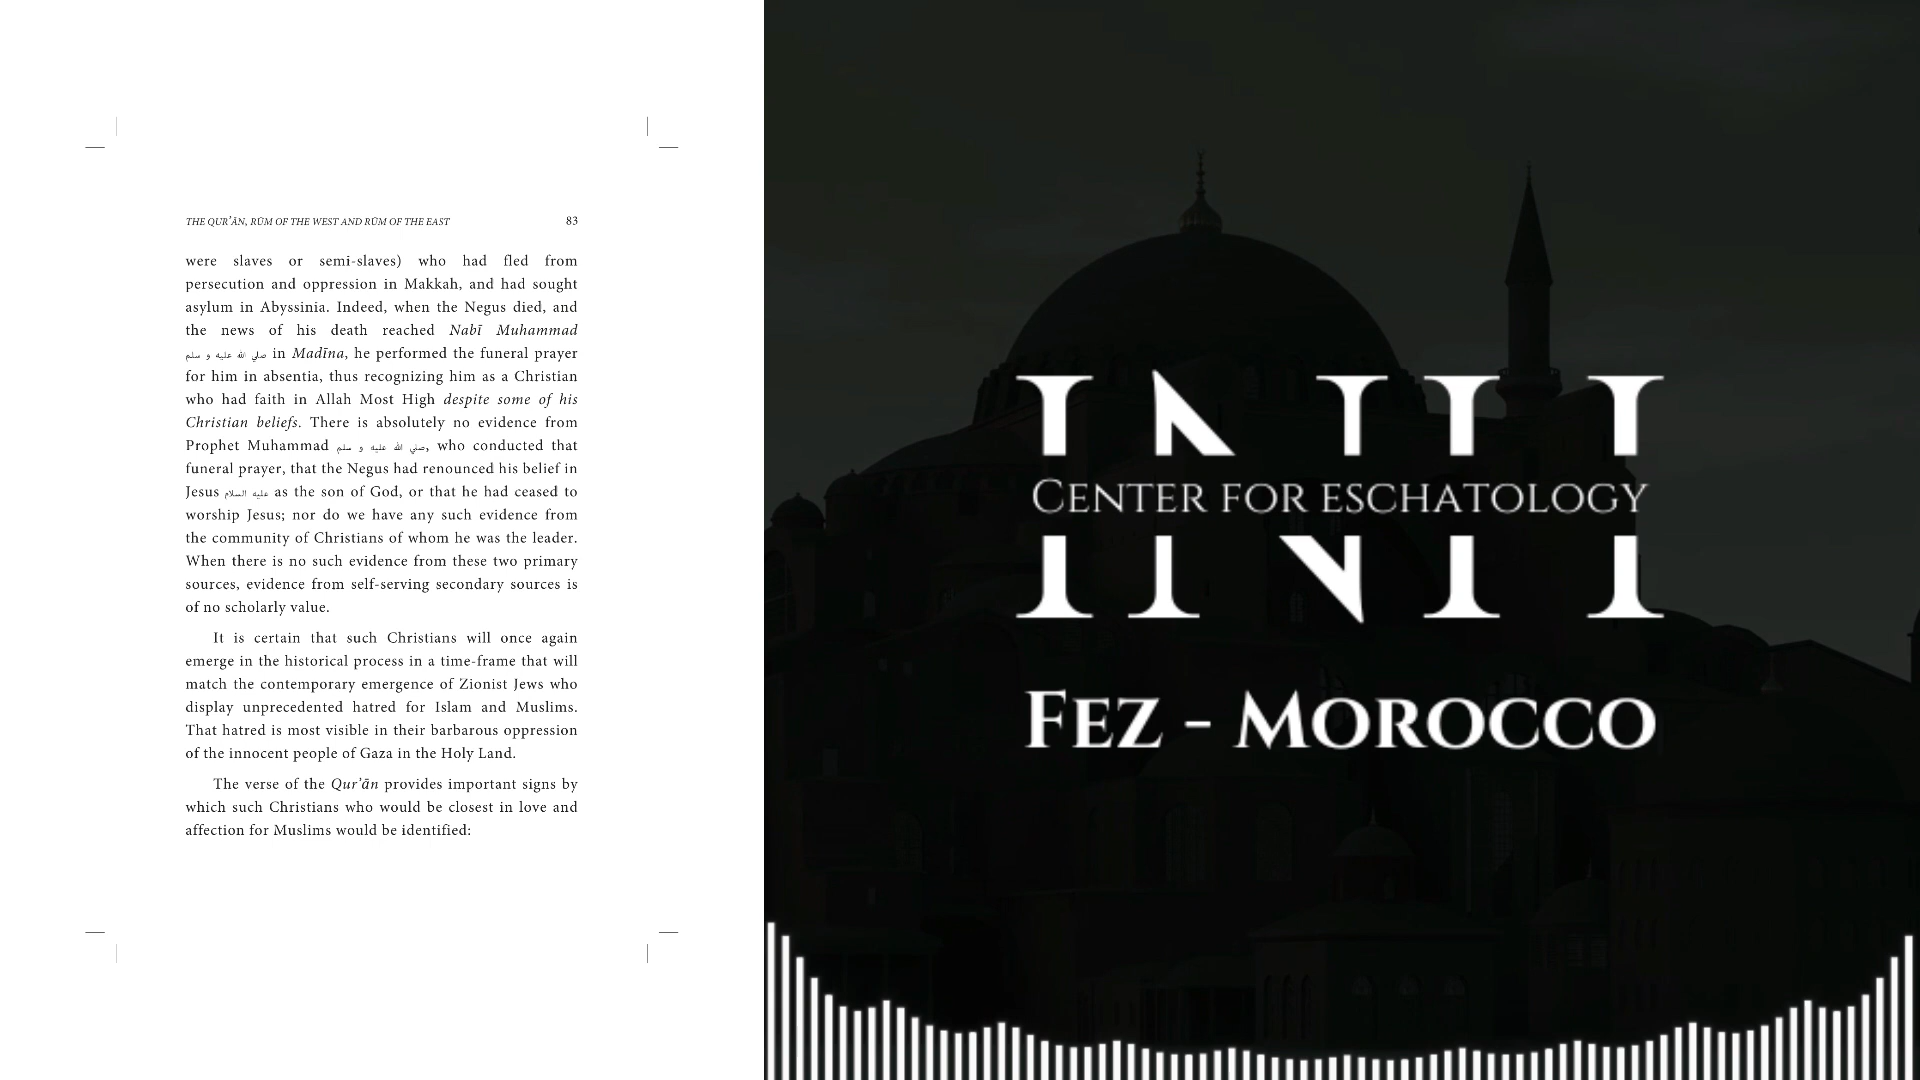 THE QUR’ĀN, RŪM OF THE WEST AND RŪM OF THE EAST 83
were slaves or semi-slaves) who had fled from
persecution and oppression in Makkah, and had sought
asylum in Abyssinia. Indeed, when the Negus died, and
the news of his death reached Nabī Muhammad
صلي الله عليه و سلم in Madīna, he performed the funeral prayer
for him in absentia, thus recognizing him as a Christian
who had faith in Allah Most High despite some of his
Christian beliefs. There is absolutely no evidence from
Prophet Muhammad صلي الله عليه و سلم, who conducted that
funeral prayer, that the Negus had renounced his belief in
Jesus عليه السلام as the son of God, or that he had ceased to
worship Jesus; nor do we have any such evidence from
the community of Christians of whom he was the leader.
When there is no such evidence from these two primary
sources, evidence from self-serving secondary sources is
of no scholarly value.
It is certain that such Christians will once again
emerge in the historical process in a time-frame that will
match the contemporary emergence of Zionist Jews who
display unprecedented hatred for Islam and Muslims.
That hatred is most visible in their barbarous oppression
of the innocent people of Gaza in the Holy Land.
The verse of the Qur’ān provides important signs by
which such Christians who would be closest in love and
affection for Muslims would be identified:
INH
CENTER FOR ESCHATOLOGY
FEZ - MOROCCO